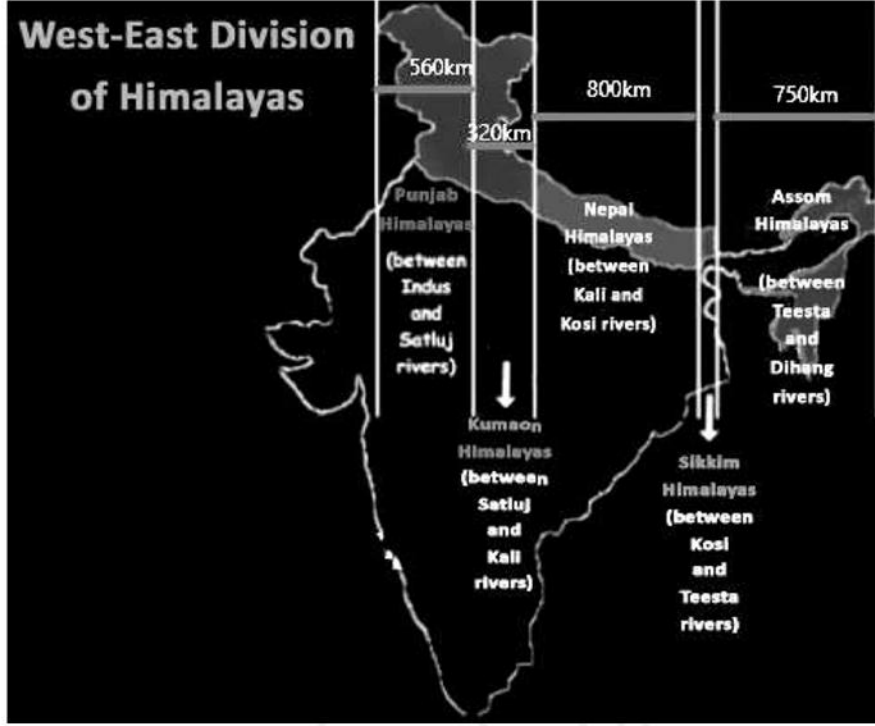 West-East Division
of Himalayas
560km
320km
800km
750km
Punjab
Himalayas
(between
Indus
and
Satluj
rivers)
Kumaon
Himalayas
(between
Satluj
and
Kali
rivers)
Nepal
Himalayas
(between
Kali and
Kosi rivers)
Sikkim
Himalayas
(between
Kosi
and
Teesta
rivers)
Assom
Himalayas
(between
Teesta
and
Dihang
rivers)